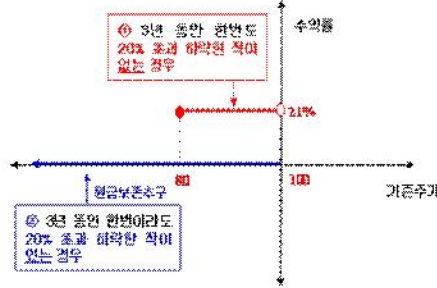 ① 3년 동안 한번도
20% 초과 하락한 적이
없는 경우
수익률
21%
80
100
기준주가
원금보존추구
② 3년 동안 한번이라도
20% 초과 하락한 적이
있는 경우